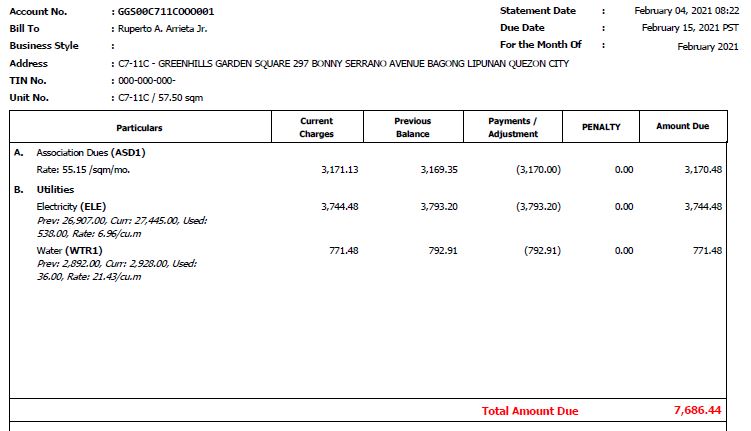 Account No. : GGS00C711CO00001 Statement Date : February 04, 2021 08:22
Bill To : Ruperto A. Arrieta Jr. Due Date : February 15, 2021 PST
Business Style : For the Month Of : February 2021
Address : C7-11C - GREENHILLS GARDEN SQUARE 297 BONNY SERRANO AVENUE BAGONG LIPUNAN QUEZON CITY
TIN No. : 000-000-000-
Unit No. : C7-11C / 57.50 sqm
Particulars Current Charges Previous Balance Payments / Adjustment PENALTY Amount Due
A. Association Dues (ASD1)
Rate: 55.15 /sqm/mo. 3,171.13 3,169.35 (3,170.00) 0.00 3,170.48
B. Utilities
Electricity (ELE) 3,744.48 3,793.20 (3,793.20) 0.00 3,744.48
Prev: 26,907.00, Curr: 27,445.00, Used:
538.00, Rate: 6.96/cu.m
Water (WTR1) 771.48 792.91 (792.91) 0.00 771.48
Prev: 2,892.00, Curr: 2,928.00, Used:
36.00, Rate: 21.43/cu.m
Total Amount Due 7,686.44